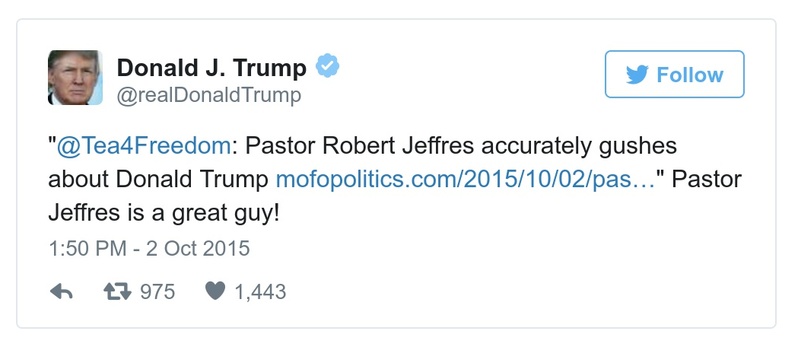 Donald J. Trump
@realDonaldTrump
Follow
"@Tea4Freedom: Pastor Robert Jeffres accurately gushes
about Donald Trump mofopolitics.com/2015/10/02/pas…" Pastor
Jeffres is a great guy!
1:50 PM - 2 Oct 2015
975 1,443